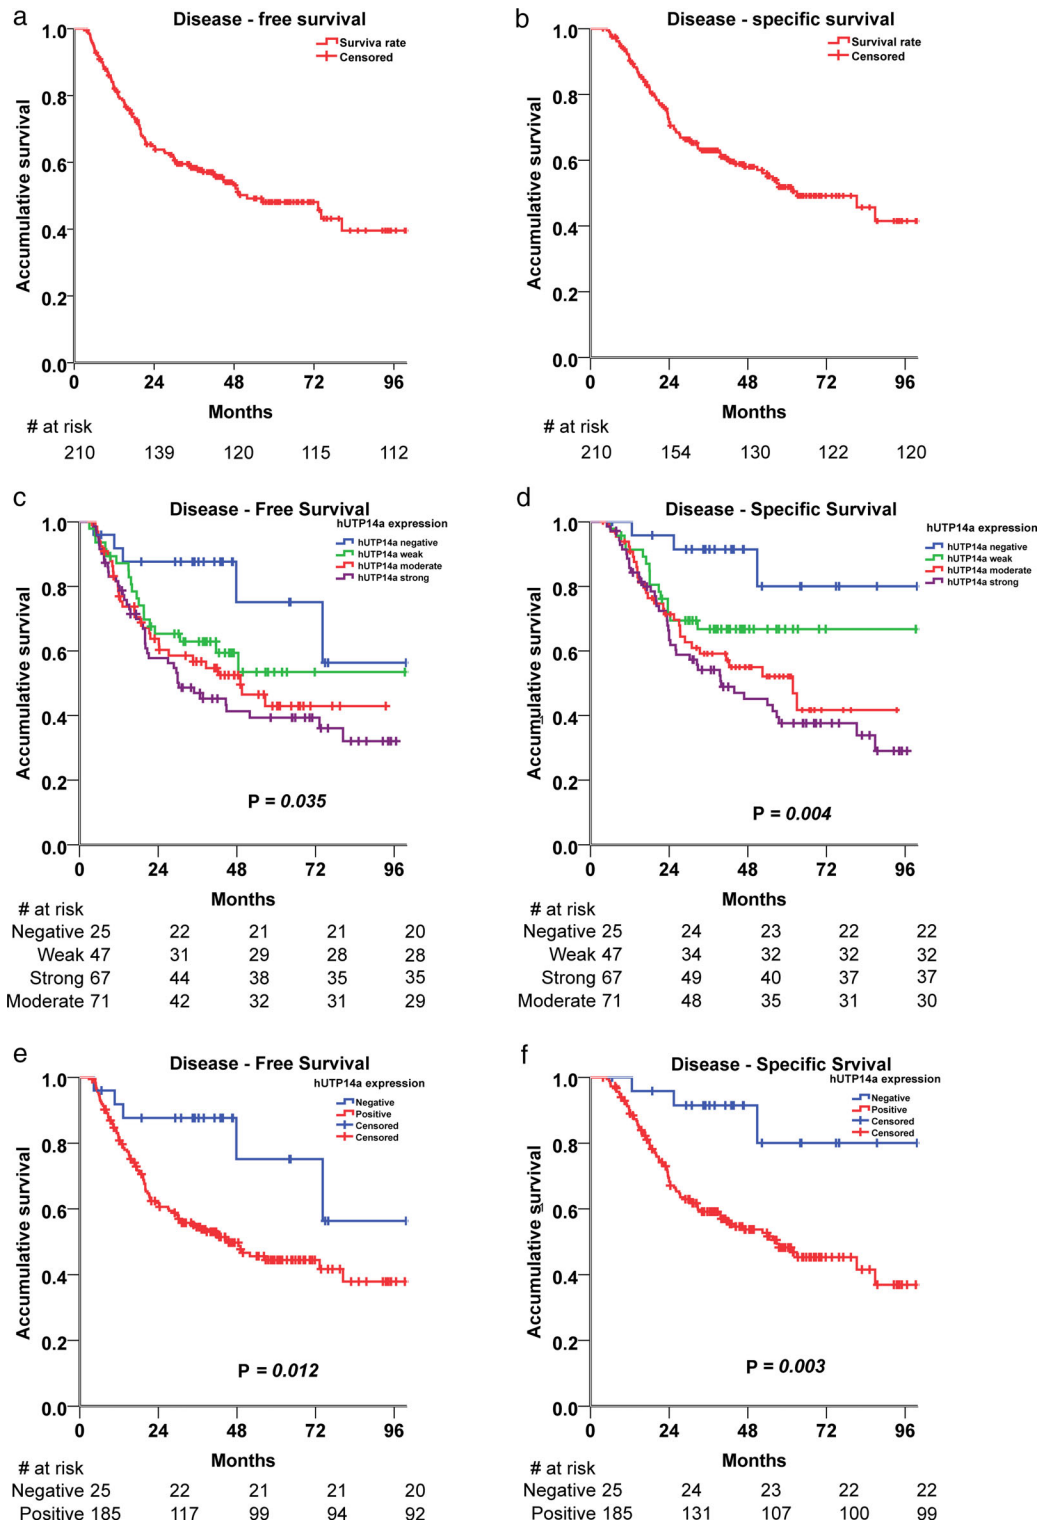 a
Disease - free survival
Surviva rate
Censored
Accumulative survival
1.0
0.8
0.6
0.4
0.2
0.0
0 24 48 72 96
Months
# at risk
210 139 120 115 112
b
Disease - specific survival
Survival rate
Censored
Accumulative survival
1.0
0.8
0.6
0.4
0.2
0.0
0 24 48 72 96
Months
# at risk
210 154 130 122 120
c
Disease - Free Survival
hUTP14a expression
hUTP14a negative
hUTP14a weak
hUTP14a moderate
hUTP14a strong
Accumulative survival
1.0
0.8
0.6
0.4
0.2
0.0
P = 0.035
0 24 48 72 96
Months
# at risk
Negative 25 22 21 21 20
Weak 47 31 29 28 28
Strong 67 44 38 35 35
Moderate 71 42 32 31 29
d
Disease - Specific Survival
hUTP14a expression
hUTP14a negative
hUTP14a weak
hUTP14a moderate
hUTP14a strong
Accumulative survival
1.0
0.8
0.6
0.4
0.2
0.0
P = 0.004
0 24 48 72 96
Months
# at risk
Negative 25 24 23 22 22
Weak 47 34 32 32 32
Strong 67 49 40 37 37
Moderate 71 48 35 31 30
e
Disease - Free Survival
hUTP14a expression
Negative
Positive
Censored
Censored
Accumulative survival
1.0
0.8
0.6
0.4
0.2
0.0
P = 0.012
0 24 48 72 96
Months
# at risk
Negative 25 22 21 21 20
Positive 185 117 99 94 92
f
Disease - Specific Srvival
hUTP14a expression
Negative
Positive
Censored
Censored
Accumulative survival
1.0
0.8
0.6
0.4
0.2
0.0
P = 0.003
0 24 48 72 96
Months
# at risk
Negative 25 24 23 22 22
Positive 185 131 107 100 99